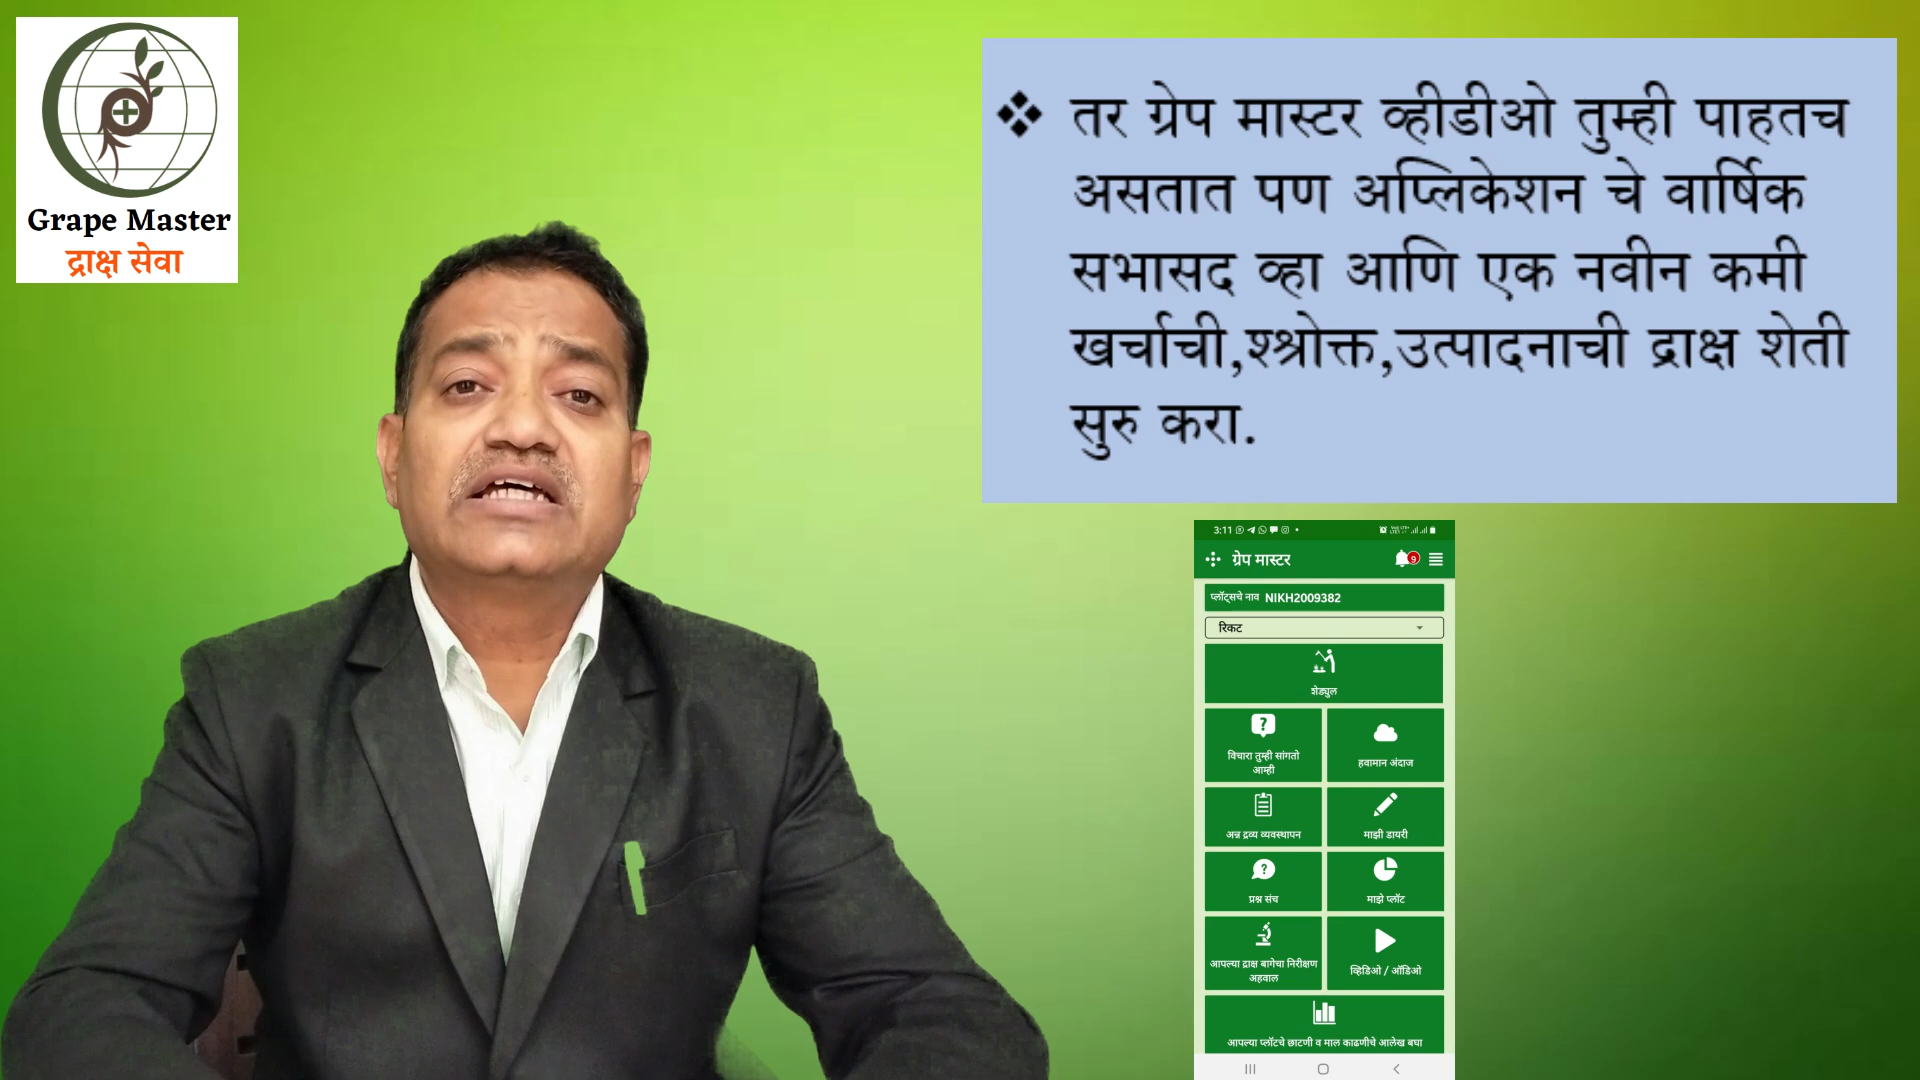 Grape Master
द्राक्ष सेवा
❖ तर ग्रेप मास्टर व्हीडीओ तुम्ही पाहतच
असतात पण अप्लिकेशन चे वार्षिक
सभासद व्हा आणि एक नवीन कमी
खर्चाची,श्श्रोक्त,उत्पादनाची द्राक्ष शेती
सुरु करा.
3:11
ग्रेप मास्टर
9
प्लॉट्सचे नाव NIKH2009382
रिकट
शेड्युल
विचारा तुम्ही सांगतो
आम्ही
हवामान अंदाज
अन्न द्रव्य व्यवस्थापन
माझी डायरी
प्रश्न संच
माझे प्लॉट
आपल्या द्राक्ष बागेचा निरीक्षण
अहवाल
व्हिडिओ / ऑडिओ
आपल्या प्लॉटचे छाटणी व माल काढणीचे आलेख बघा